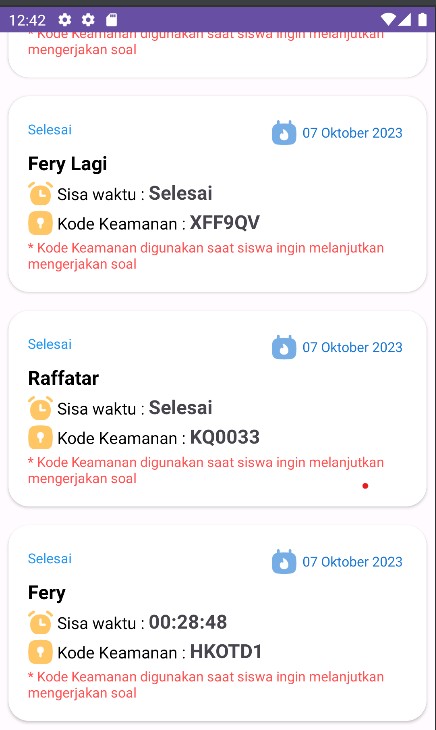 12:42
* Kode Keamanan digunakan saat siswa ingin melanjutkan
mengerjakan soal
Selesai
07 Oktober 2023
Fery Lagi
Sisa waktu : Selesai
Kode Keamanan : XFF9QV
* Kode Keamanan digunakan saat siswa ingin melanjutkan
mengerjakan soal
Selesai
07 Oktober 2023
Raffatar
Sisa waktu : Selesai
Kode Keamanan : KQ0033
* Kode Keamanan digunakan saat siswa ingin melanjutkan
mengerjakan soal
Selesai
07 Oktober 2023
Fery
Sisa waktu : 00:28:48
Kode Keamanan : HKOTD1
* Kode Keamanan digunakan saat siswa ingin melanjutkan
mengerjakan soal